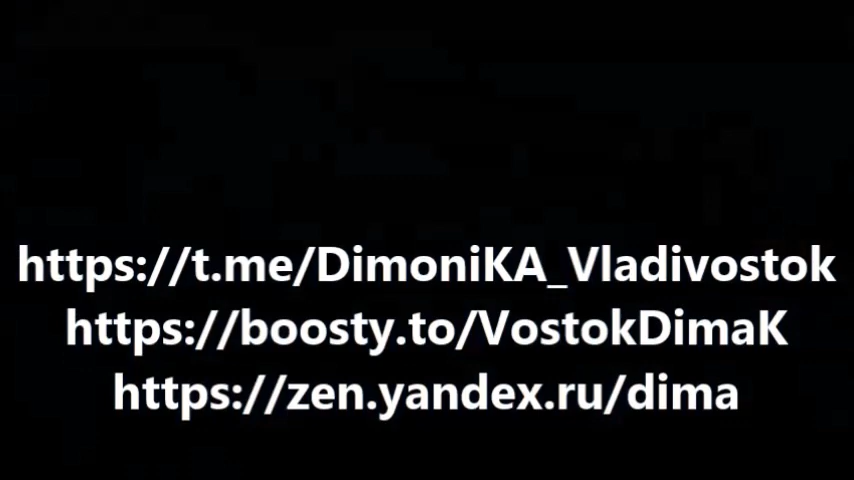 https://t.me/DimoniKA_Vladivostok
https://boosty.to/VostokDimaK
https://zen.yandex.ru/dima